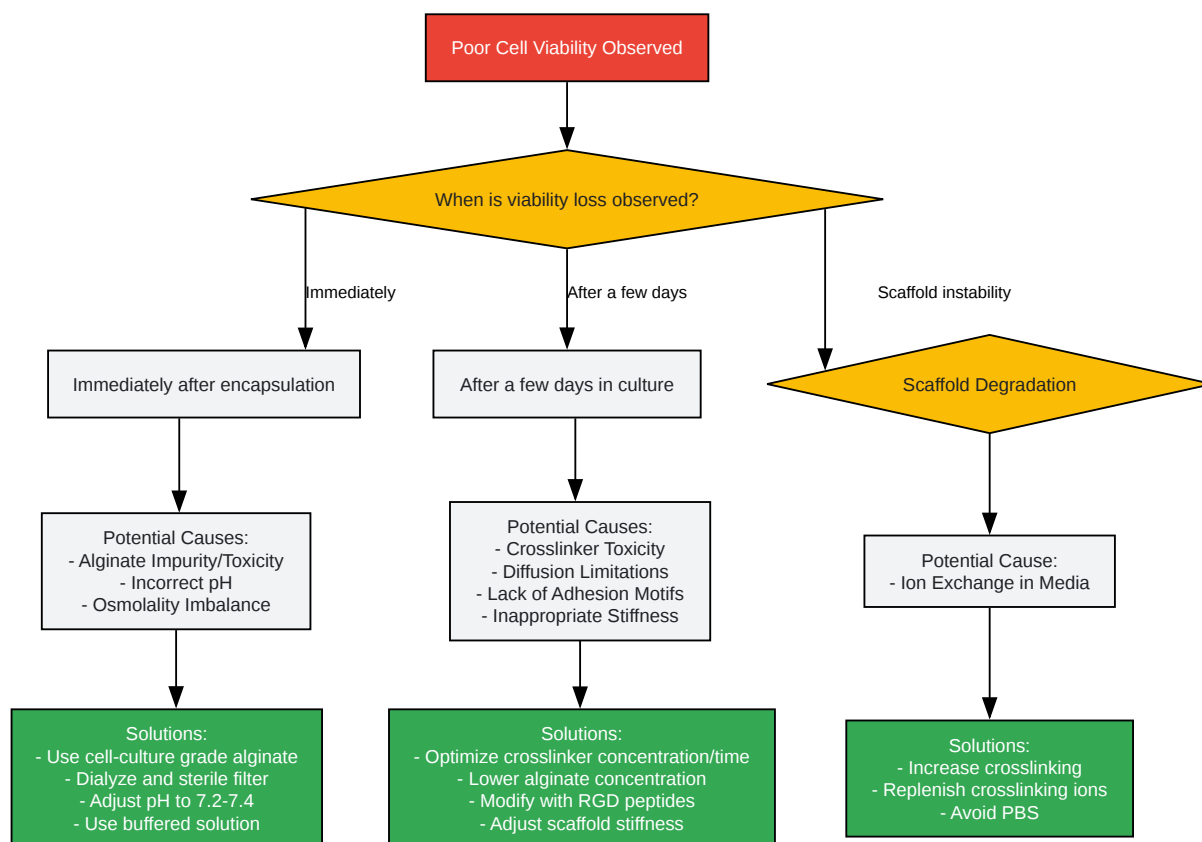 Poor Cell Viability Observed
When is viability loss observed?
Immediately
After a few days
Scaffold instability
Immediately after encapsulation
After a few days in culture
Scaffold Degradation
Potential Causes:
- Alginate Impurity/Toxicity
- Incorrect pH
- Osmolality Imbalance
Potential Causes:
- Crosslinker Toxicity
- Diffusion Limitations
- Lack of Adhesion Motifs
- Inappropriate Stiffness
Potential Cause:
- Ion Exchange in Media
Solutions:
- Use cell-culture grade alginate
- Dialyze and sterile filter
- Adjust pH to 7.2-7.4
- Use buffered solution
Solutions:
- Optimize crosslinker concentration/time
- Lower alginate concentration
- Modify with RGD peptides
- Adjust scaffold stiffness
Solutions:
- Increase crosslinking
- Replenish crosslinking ions
- Avoid PBS